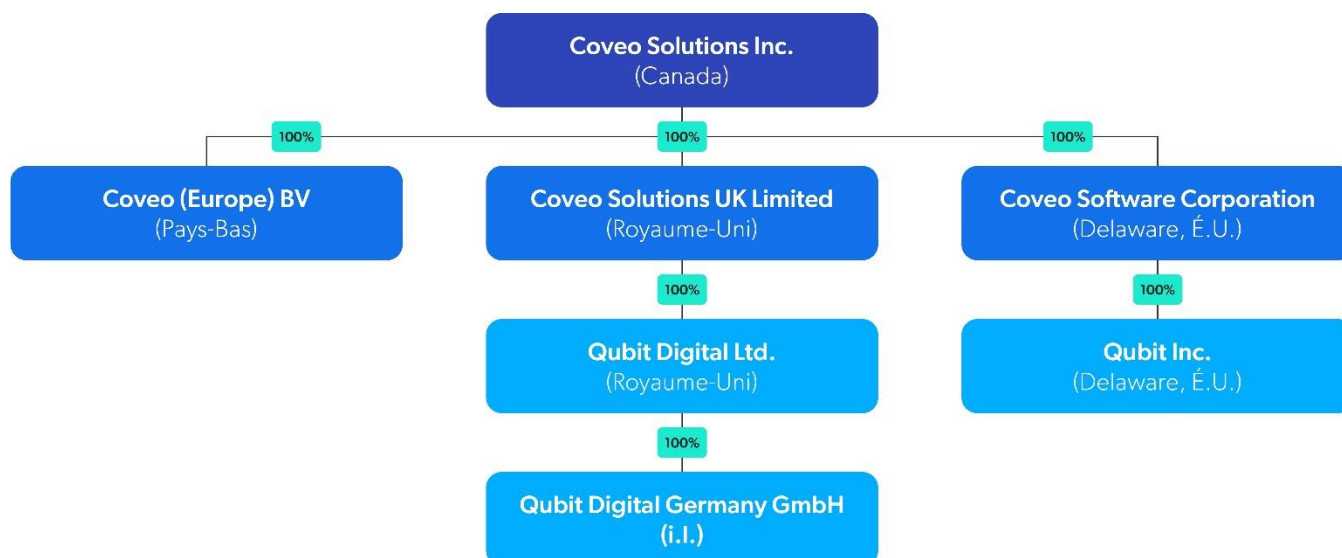 Coveo Solutions Inc.
(Canada)
100%
100%
100%
Coveo (Europe) BV
(Pays-Bas)
Coveo Solutions UK Limited
(Royaume-Uni)
Coveo Software Corporation
(Delaware, É.U.)
100%
100%
Qubit Digital Ltd.
(Royaume-Uni)
Qubit Inc.
(Delaware, É.U.)
100%
Qubit Digital Germany GmbH
(i.l.)